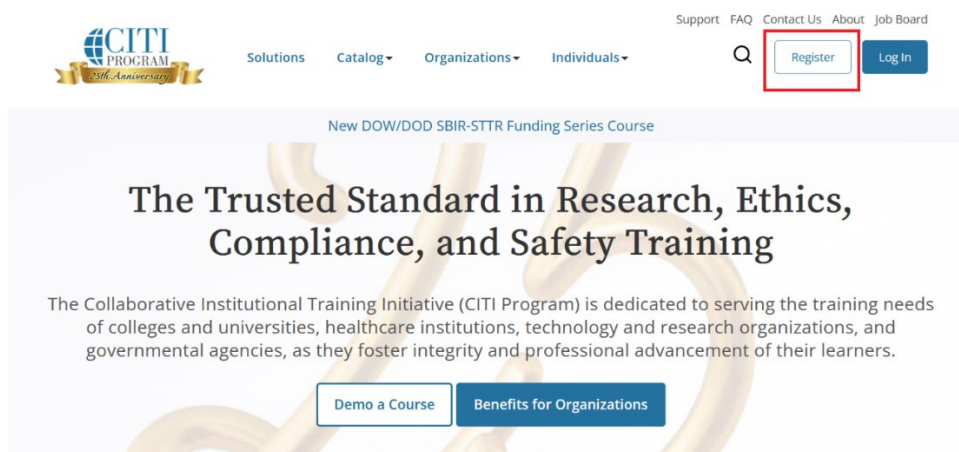 Support FAQ Contact Us About Job Board
CITI
PROGRAM
25th Anniversary
Solutions Catalog Organizations Individuals
Register Log In
New DOW/DOD SBIR-STTR Funding Series Course
The Trusted Standard in Research, Ethics,
Compliance, and Safety Training
The Collaborative Institutional Training Initiative (CITI Program) is dedicated to serving the training needs
of colleges and universities, healthcare institutions, technology and research organizations, and
governmental agencies, as they foster integrity and professional advancement of their learners.
Demo a Course Benefits for Organizations